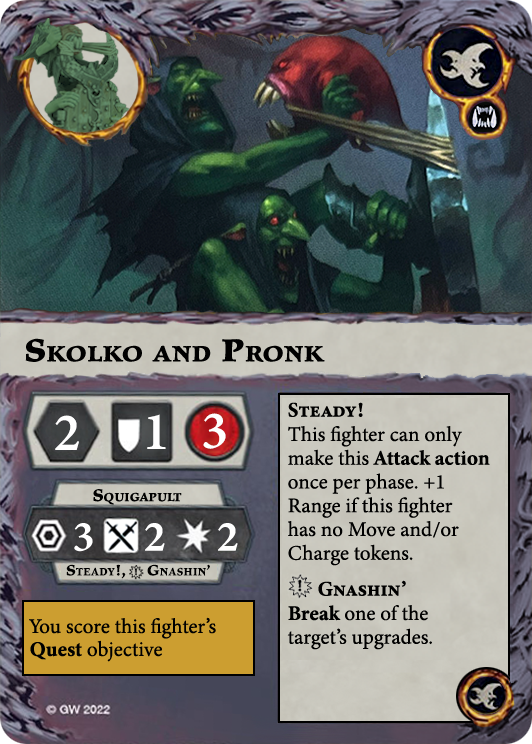 Skolko and Pronk
2 1 3
Squigapult
3 2 2
Steady!, Gnashin'
You score this fighter's
Quest objective
Steady!
This fighter can only
make this Attack action
once per phase. +1
Range if this fighter
has no Move and/or
Charge tokens.
Gnashin'
Break one of the
target's upgrades.
© GW 2022